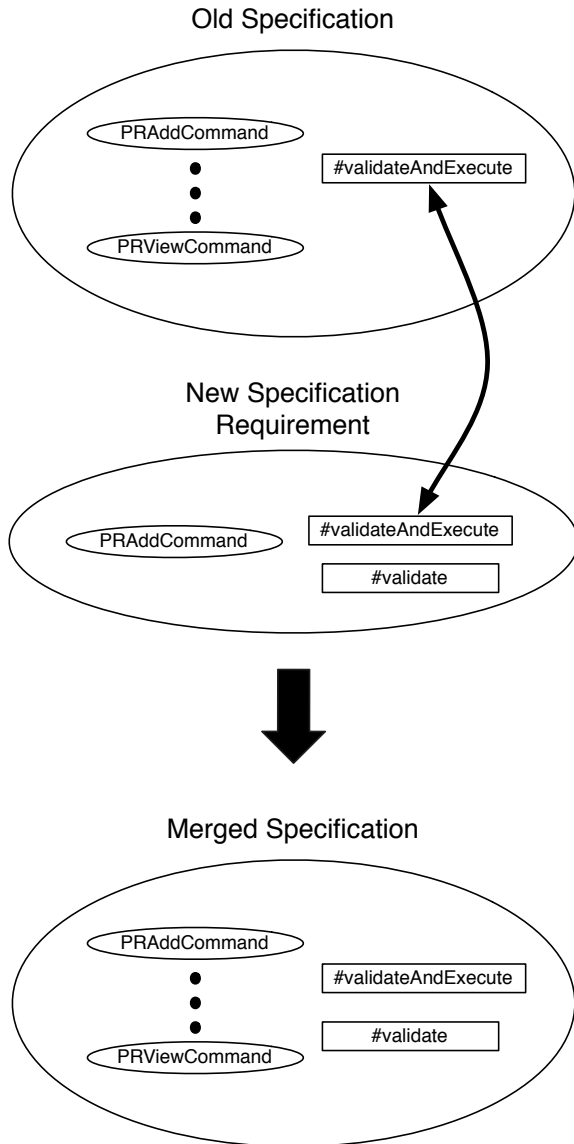 Old Specification
PRAddCommand
#validateAndExecute
PRViewCommand
New Specification
Requirement
PRAddCommand
#validateAndExecute
#validate
Merged Specification
PRAddCommand
#validateAndExecute
#validate
PRViewCommand